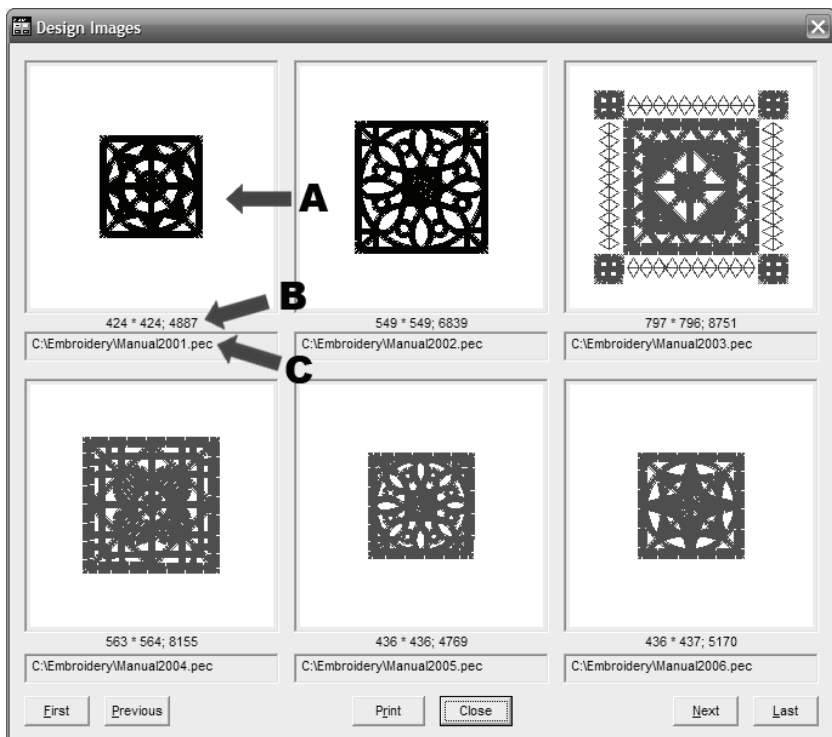 Design Images
A
B
424 * 424; 4887
549 * 549; 6839
797 * 796; 8751
C:\Embroidery\Manual2001.pec
C:\Embroidery\Manual2002.pec
C:\Embroidery\Manual2003.pec
C
563 * 564; 8155
436 * 436; 4769
436 * 437; 5170
C:\Embroidery\Manual2004.pec
C:\Embroidery\Manual2005.pec
C:\Embroidery\Manual2006.pec
First
Previous
Print
Close
Next
Last